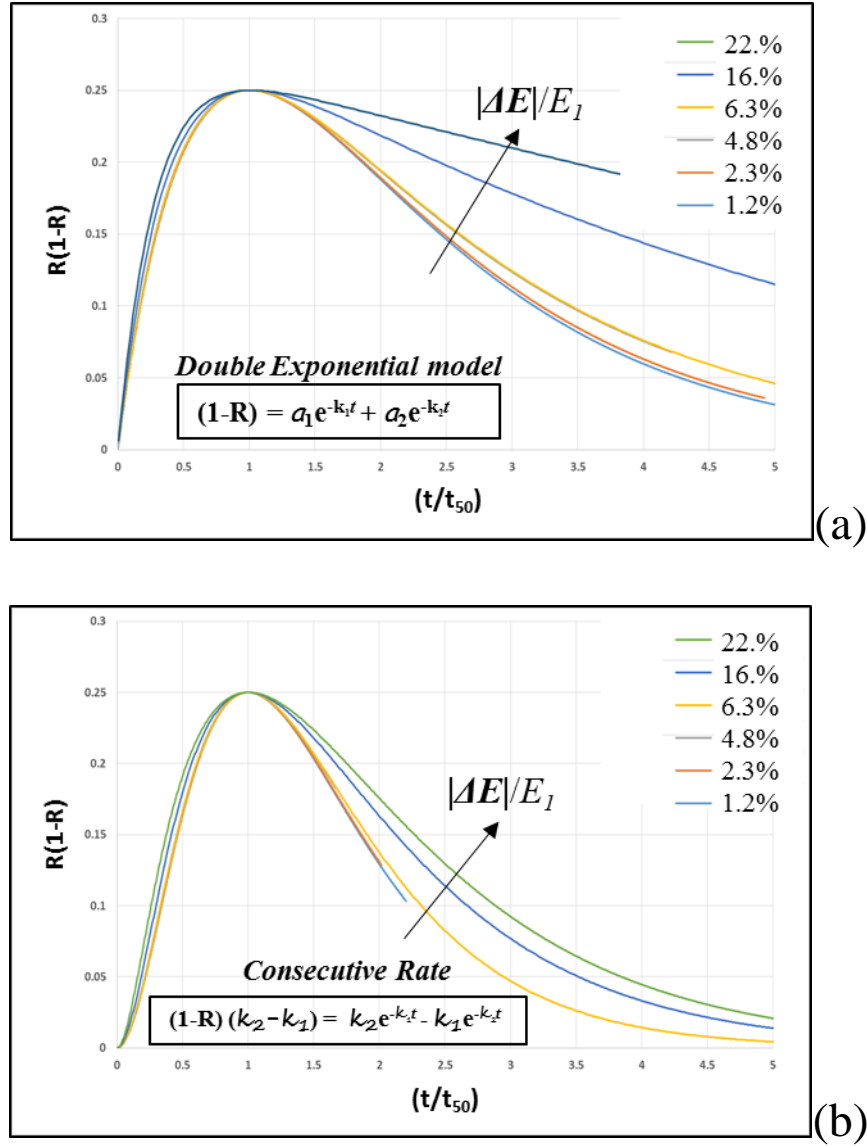 0.3
22.%
16.%
6.3%
4.8%
2.3%
1.2%
0.25
0.2
0.15
0.1
0.05
0
R(1-R)
|ΔE|/E₁
Double Exponential model
(1-R) = a₁e^-k₁t + a₂e^-k₂t
0 0.5 1 1.5 2 2.5 3 3.5 4 4.5 5
(t/t₅₀)
(a)
0.3
22.%
16.%
6.3%
4.8%
2.3%
1.2%
0.25
0.2
0.15
0.1
0.05
0
R(1-R)
|ΔE|/E₁
Consecutive Rate
(1-R) (k₂-k₁) = k₂e^-k₁t - k₁e^-k₂t
0 0.5 1 1.5 2 2.5 3 3.5 4 4.5 5
(t/t₅₀)
(b)